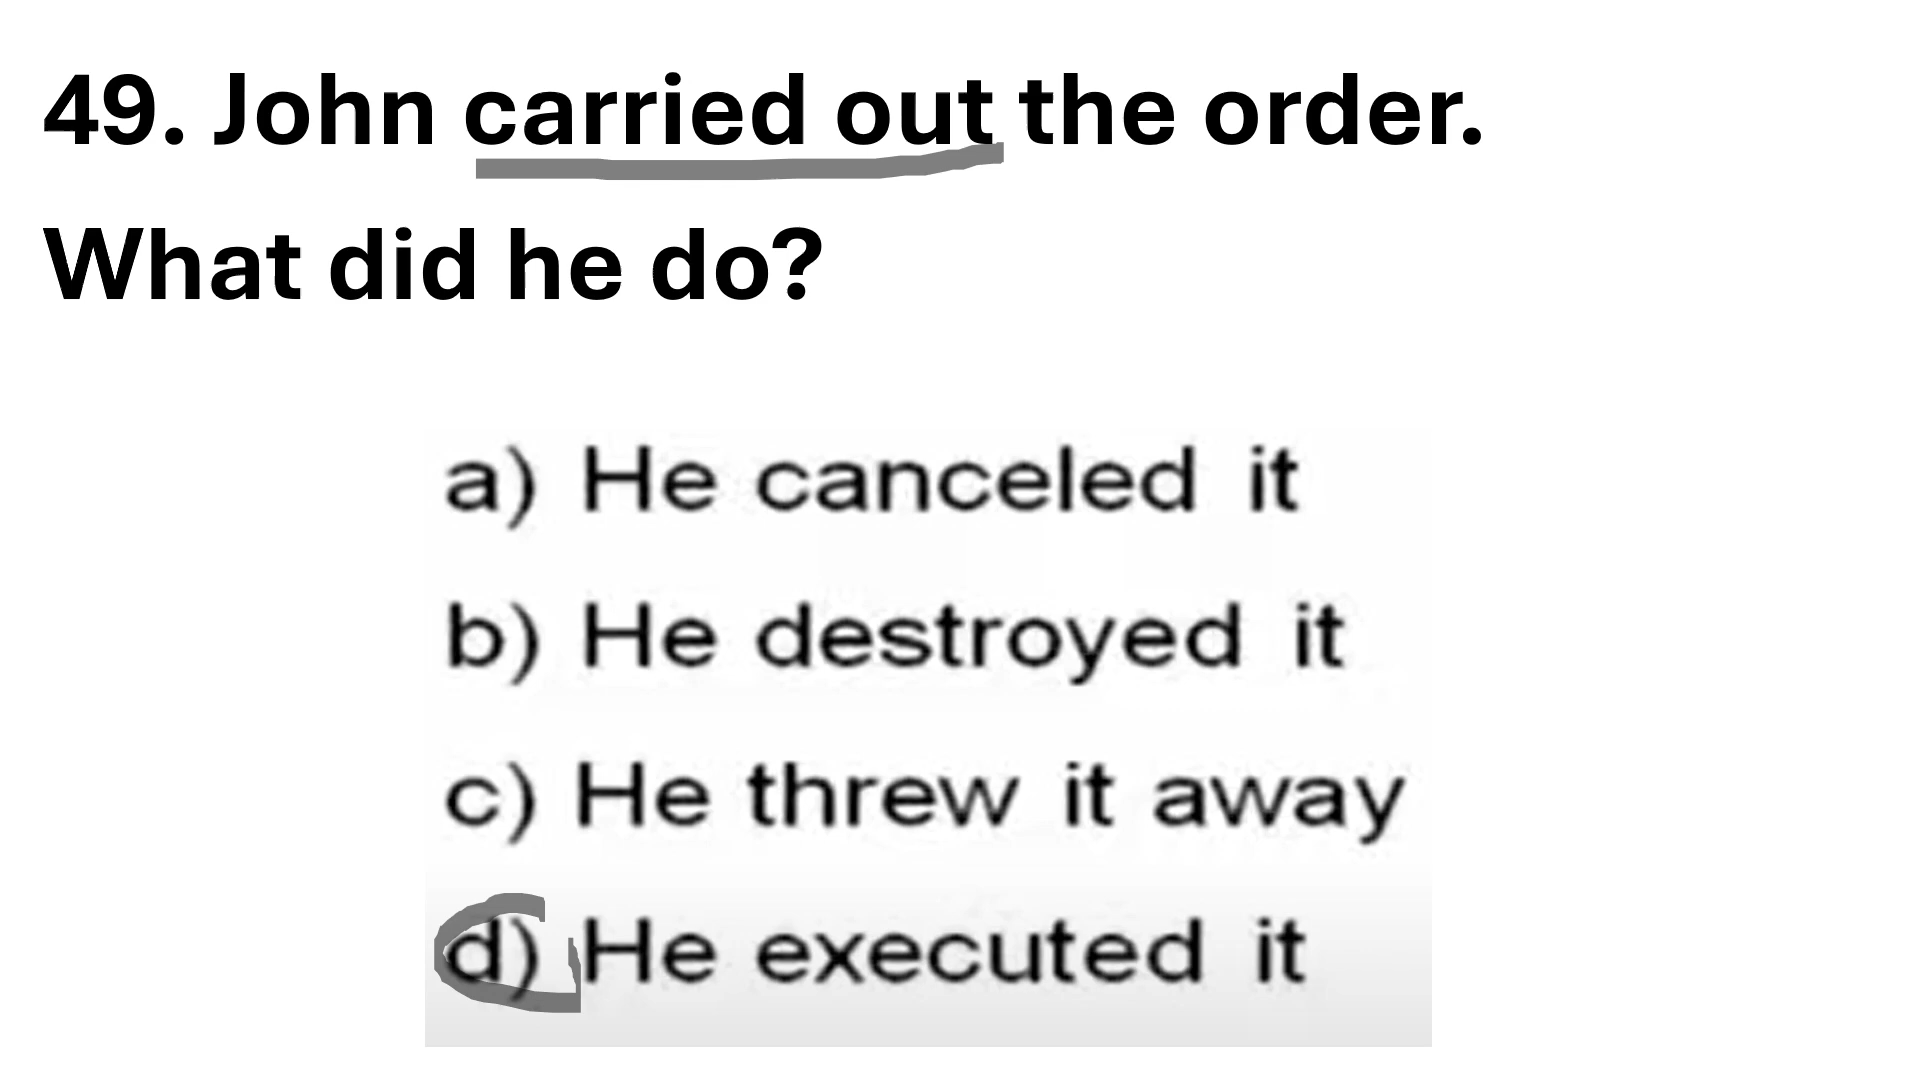 49. John carried out the order.
What did he do?
a) He canceled it
b) He destroyed it
c) He threw it away
d) He executed it